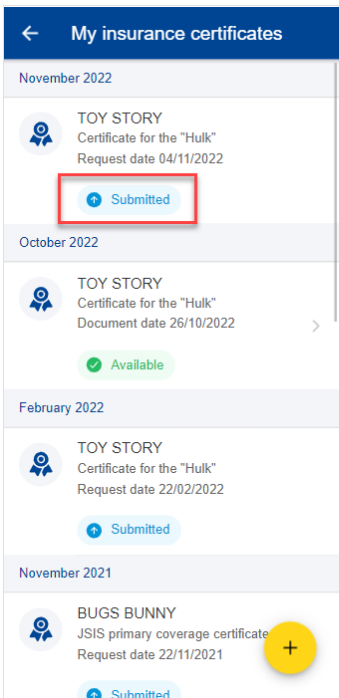 My insurance certificates
November 2022
TOY STORY
Certificate for the "Hulk"
Request date 04/11/2022
Submitted
October 2022
TOY STORY
Certificate for the "Hulk"
Document date 26/10/2022
Available
February 2022
TOY STORY
Certificate for the "Hulk"
Request date 22/02/2022
Submitted
November 2021
BUGS BUNNY
JSIS primary coverage certificate
Request date 22/11/2021
Submitted